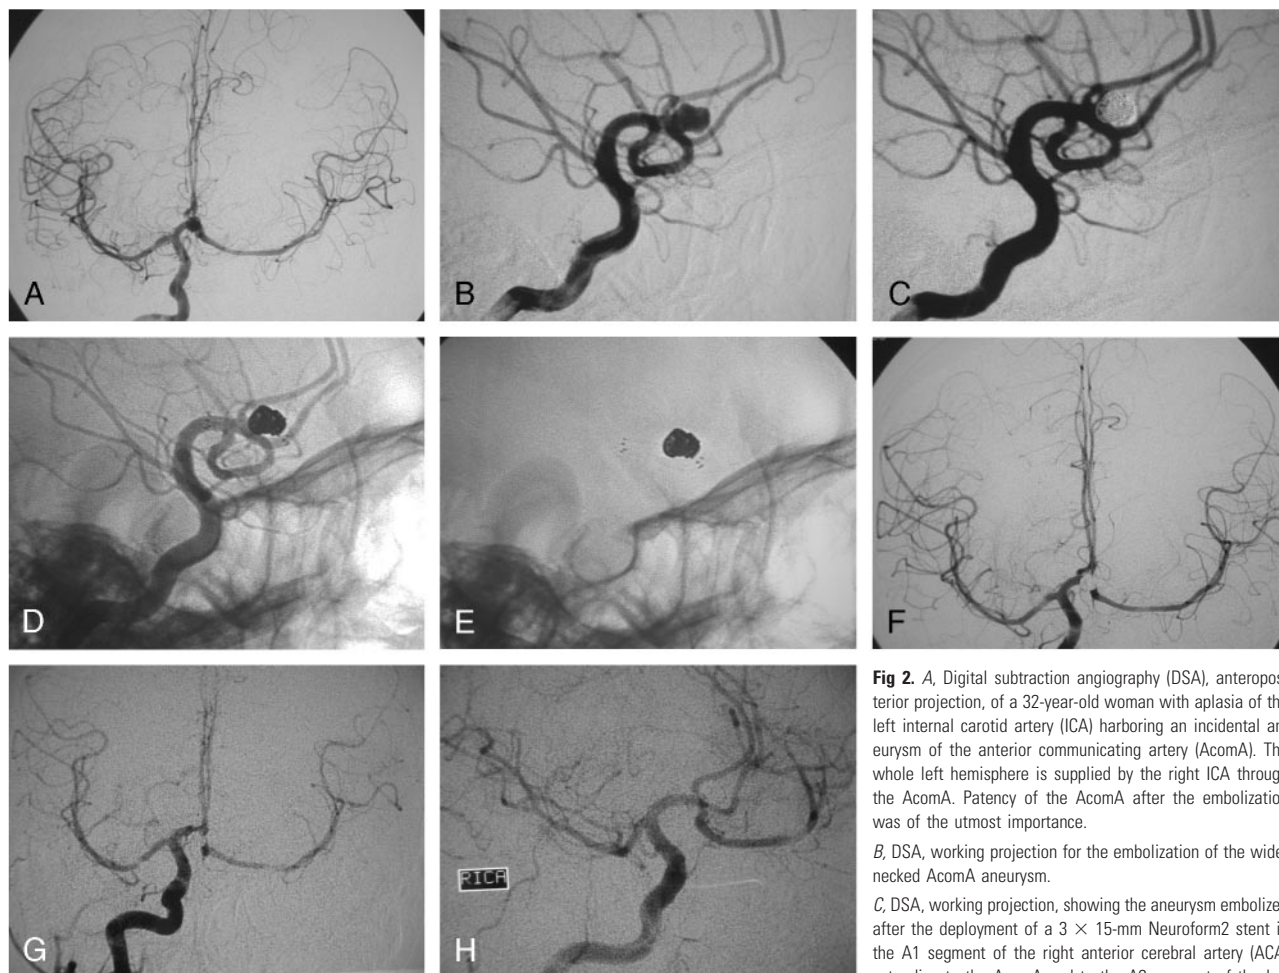 A
B
C
D
E
F
G
H
RICA
Fig 2. A, Digital subtraction angiography (DSA), anteropos
terior projection, of a 32-year-old woman with aplasia of th
left internal carotid artery (ICA) harboring an incidental an
eurysm of the anterior communicating artery (AcomA). Th
whole left hemisphere is supplied by the right ICA throug
the AcomA. Patency of the AcomA after the embolizatio
was of the utmost importance.
B, DSA, working projection for the embolization of the wide
necked AcomA aneurysm.
C, DSA, working projection, showing the aneurysm embolize
after the deployment of a 3 × 15-mm Neuroform2 stent i
the A1 segment of the right anterior cerebral artery (ACA